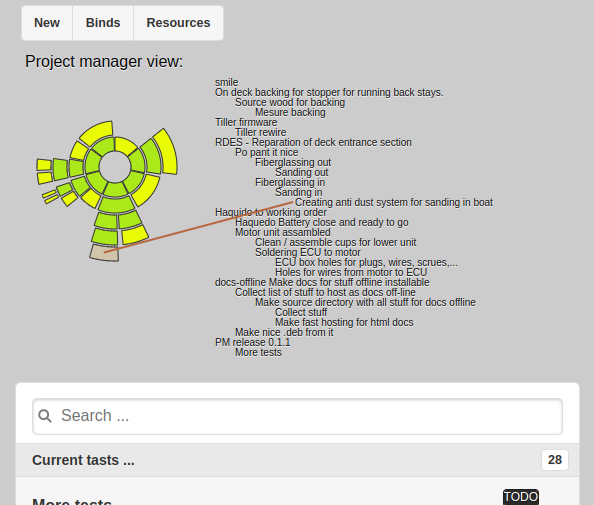 New Binds Resources
Project manager view:
smile
On deck backing for stopper for running back stays.
Source wood for backing
Mesure backing
Tiller firmware
Tiller rewire
RDES - Reparation of deck entrance section
Po pant it nice
Fiberglassing out
Sanding out
Fiberglassing in
Sanding in
Creating anti dust system for sanding in boat
Haquido to working order
Haquedo Battery close and ready to go
Motor unit assambled
Clean / assemble cups for lower unit
Soldering ECU to motor
ECU box holes for plugs, wires, scrues,...
Holes for wires from motor to ECU
docs-offline Make docs for stuff offline installable
Collect list of stuff to host as docs off-line
Make source directory with all stuff for docs offline
Collect stuff
Make fast hosting for html docs
Make nice .deb from it
PM release 0.1.1
More tests
Search ...
Current tasts ... 28
More tests TODO